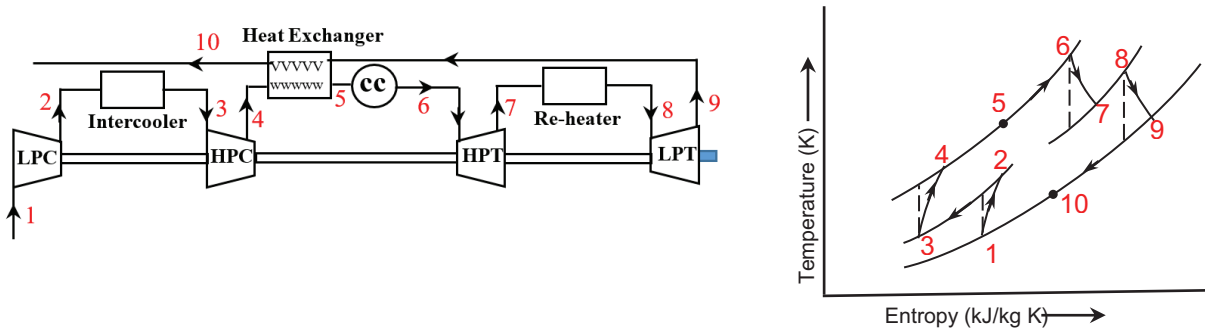 Heat Exchanger
10
VVVVV
wwwww
2
Intercooler
3
4
5
cc
6
7
Re-heater
8
9
LPC
HPC
HPT
LPT
1
Temperature (K)
6
8
5
7
9
4
2
10
3
1
Entropy (kJ/kg K)